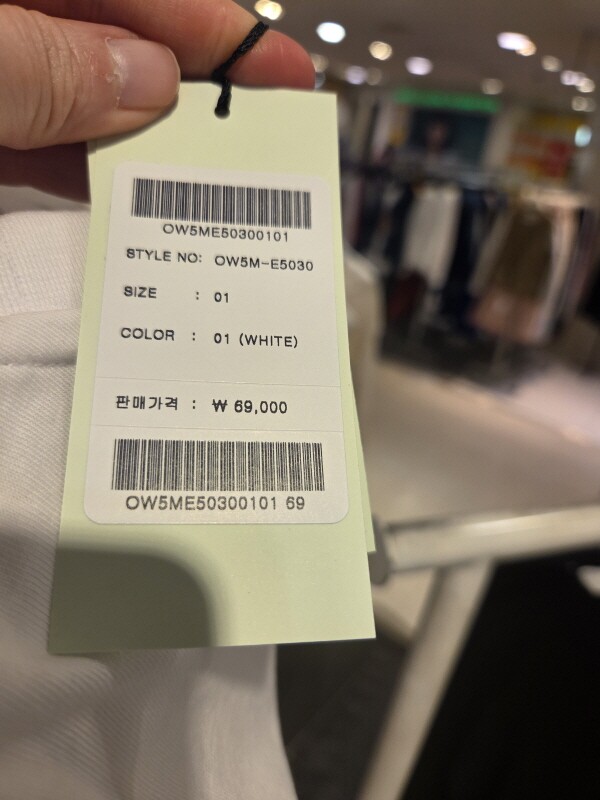 OW5ME50300101
STYLE NO: OW5M-E5030
SIZE : 01
COLOR : 01 (WHITE)
판매가격 : ₩ 69,000
OW5ME50300101 69